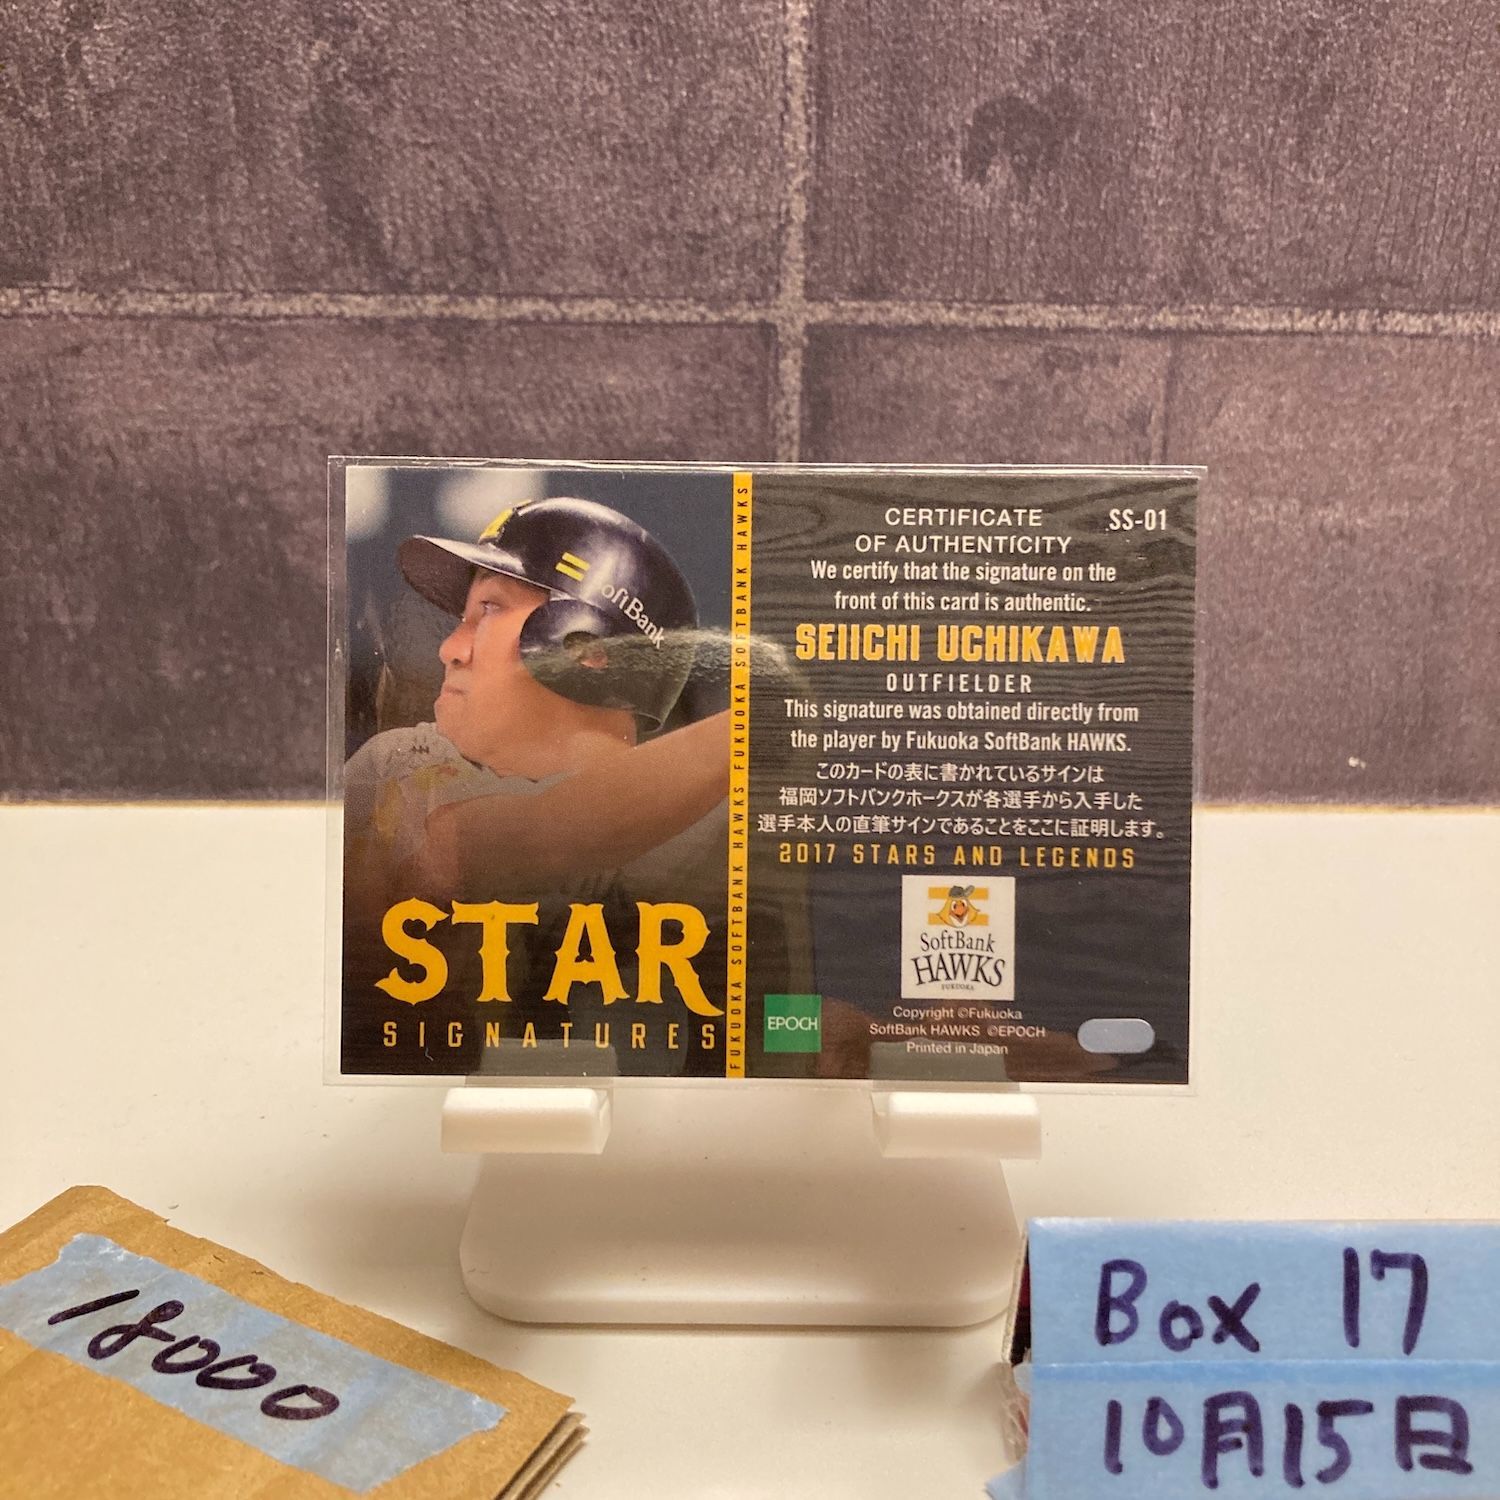 SoftBank
STAR
SIGNATURES
FUKUOKA SOFTBANK HAWKS FUKUOKA SOFTBANK HAWKS FUKUOKA SOFTBANK HAWKS
CERTIFICATE
OF AUTHENTICITY
SS-01
We certify that the signature on the
front of this card is authentic.
SEIICHI UCHIKAWA
OUTFIELDER
This signature was obtained directly from
the player by Fukuoka SoftBank HAWKS.
このカードの表に書かれているサインは
福岡ソフトバンクホークスが各選手から入手した
選手本人の直筆サインであることをここに証明します。
2017 STARS AND LEGENDS
SoftBank
HAWKS
FUKUOKA
EPOCH
Copyright ©Fukuoka
SoftBank HAWKS ©EPOCH
Printed in Japan
18000
Box 17
10月15日